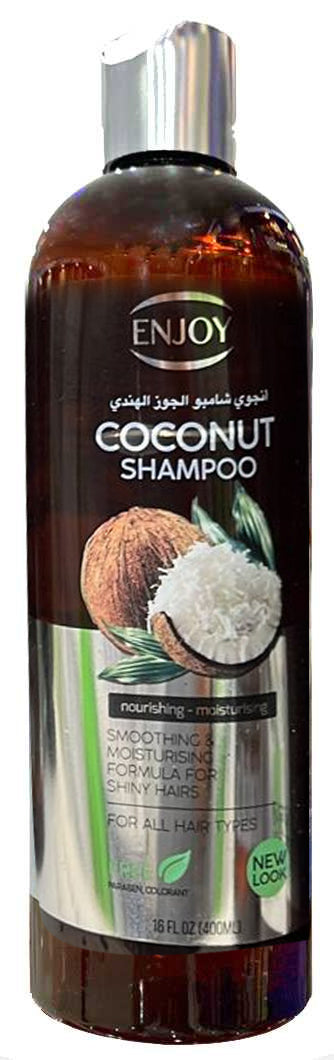 ENJOY
انجوي شامبو الجوز الهندي
COCONUT
SHAMPOO
nourishing - moisturising
SMOOTHING &
MOISTURISING
FORMULA FOR
SHINY HAIRS
FOR ALL HAIR TYPES
FREE
PARABEN, COLORANT
NEW
LOOK
16 FL OZ (400ML)